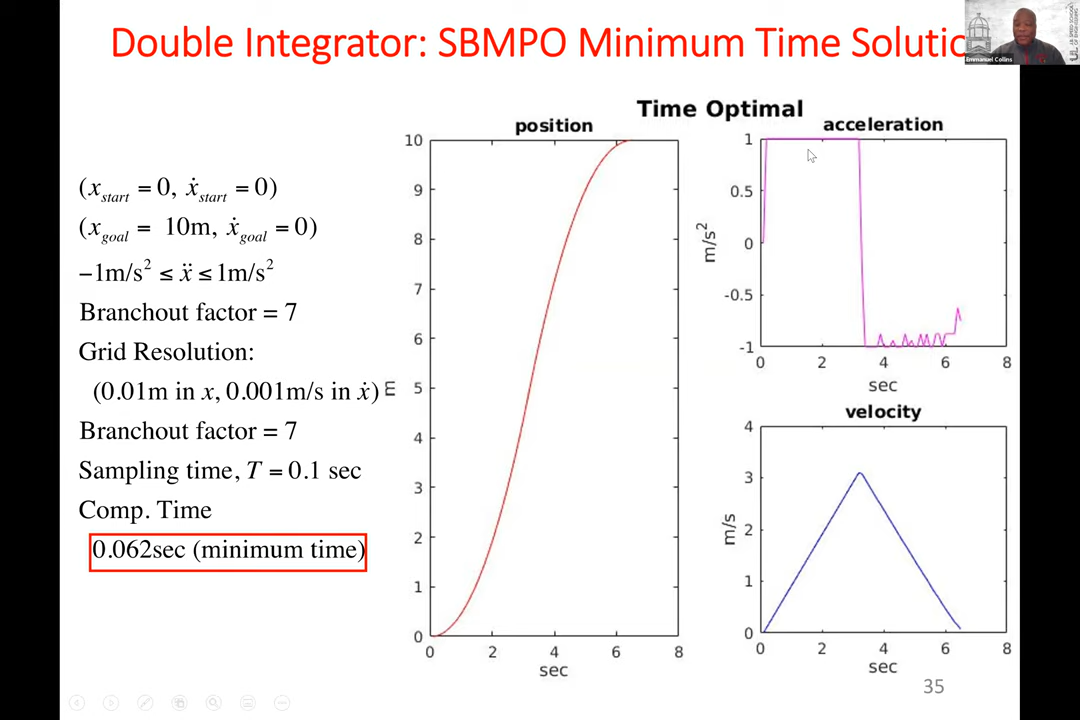 Double Integrator: SBMPO Minimum Time Solutio
Emmanuel Collins
(x_start = 0, ẋ_start = 0)
(x_goal = 10m, ẋ_goal = 0)
−1m/s² ≤ ẍ ≤ 1m/s²
Branchout factor = 7
Grid Resolution:
(0.01m in x, 0.001m/s in ẋ)
Branchout factor = 7
Sampling time, T = 0.1 sec
Comp. Time
0.062sec (minimum time)
Time Optimal
position
10
9
8
7
6
5
4
3
2
1
0
m
0 2 4 6 8
sec
acceleration
1
0.5
0
-0.5
-1
m/s²
0 2 4 6 8
sec
velocity
4
3
2
1
0
m/s
0 2 4 6 8
sec
35